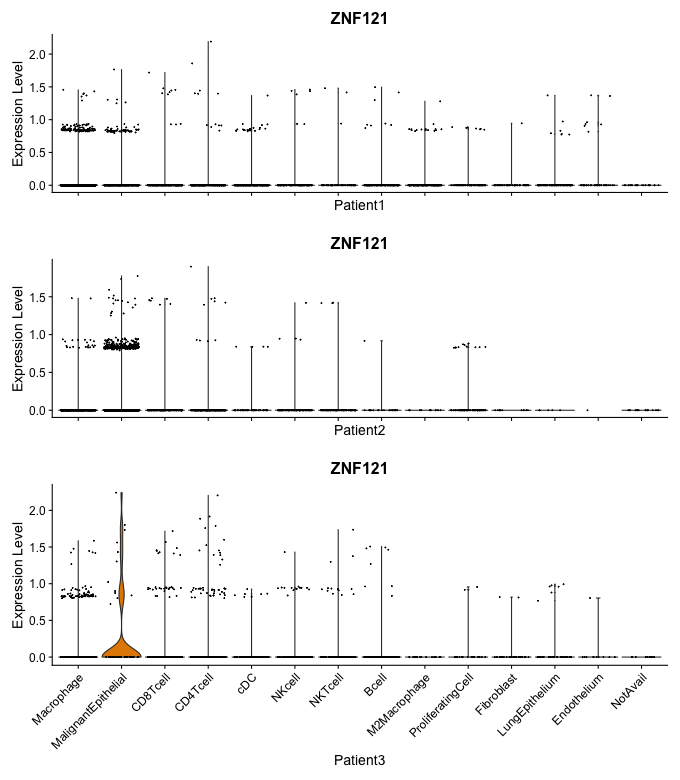 ZNF121
Expression Level
2.0
1.5
1.0
0.5
0.0
Patient1
ZNF121
Expression Level
1.5
1.0
0.5
0.0
Patient2
ZNF121
Expression Level
2.0
1.5
1.0
0.5
0.0
Macrophage
MalignantEpithelial
CD8Tcell
CD4Tcell
cDC
NKcell
NKTcell
Bcell
M2Macrophage
ProliferatingCell
Fibroblast
LungEpithelium
Endothelium
NotAvail
Patient3